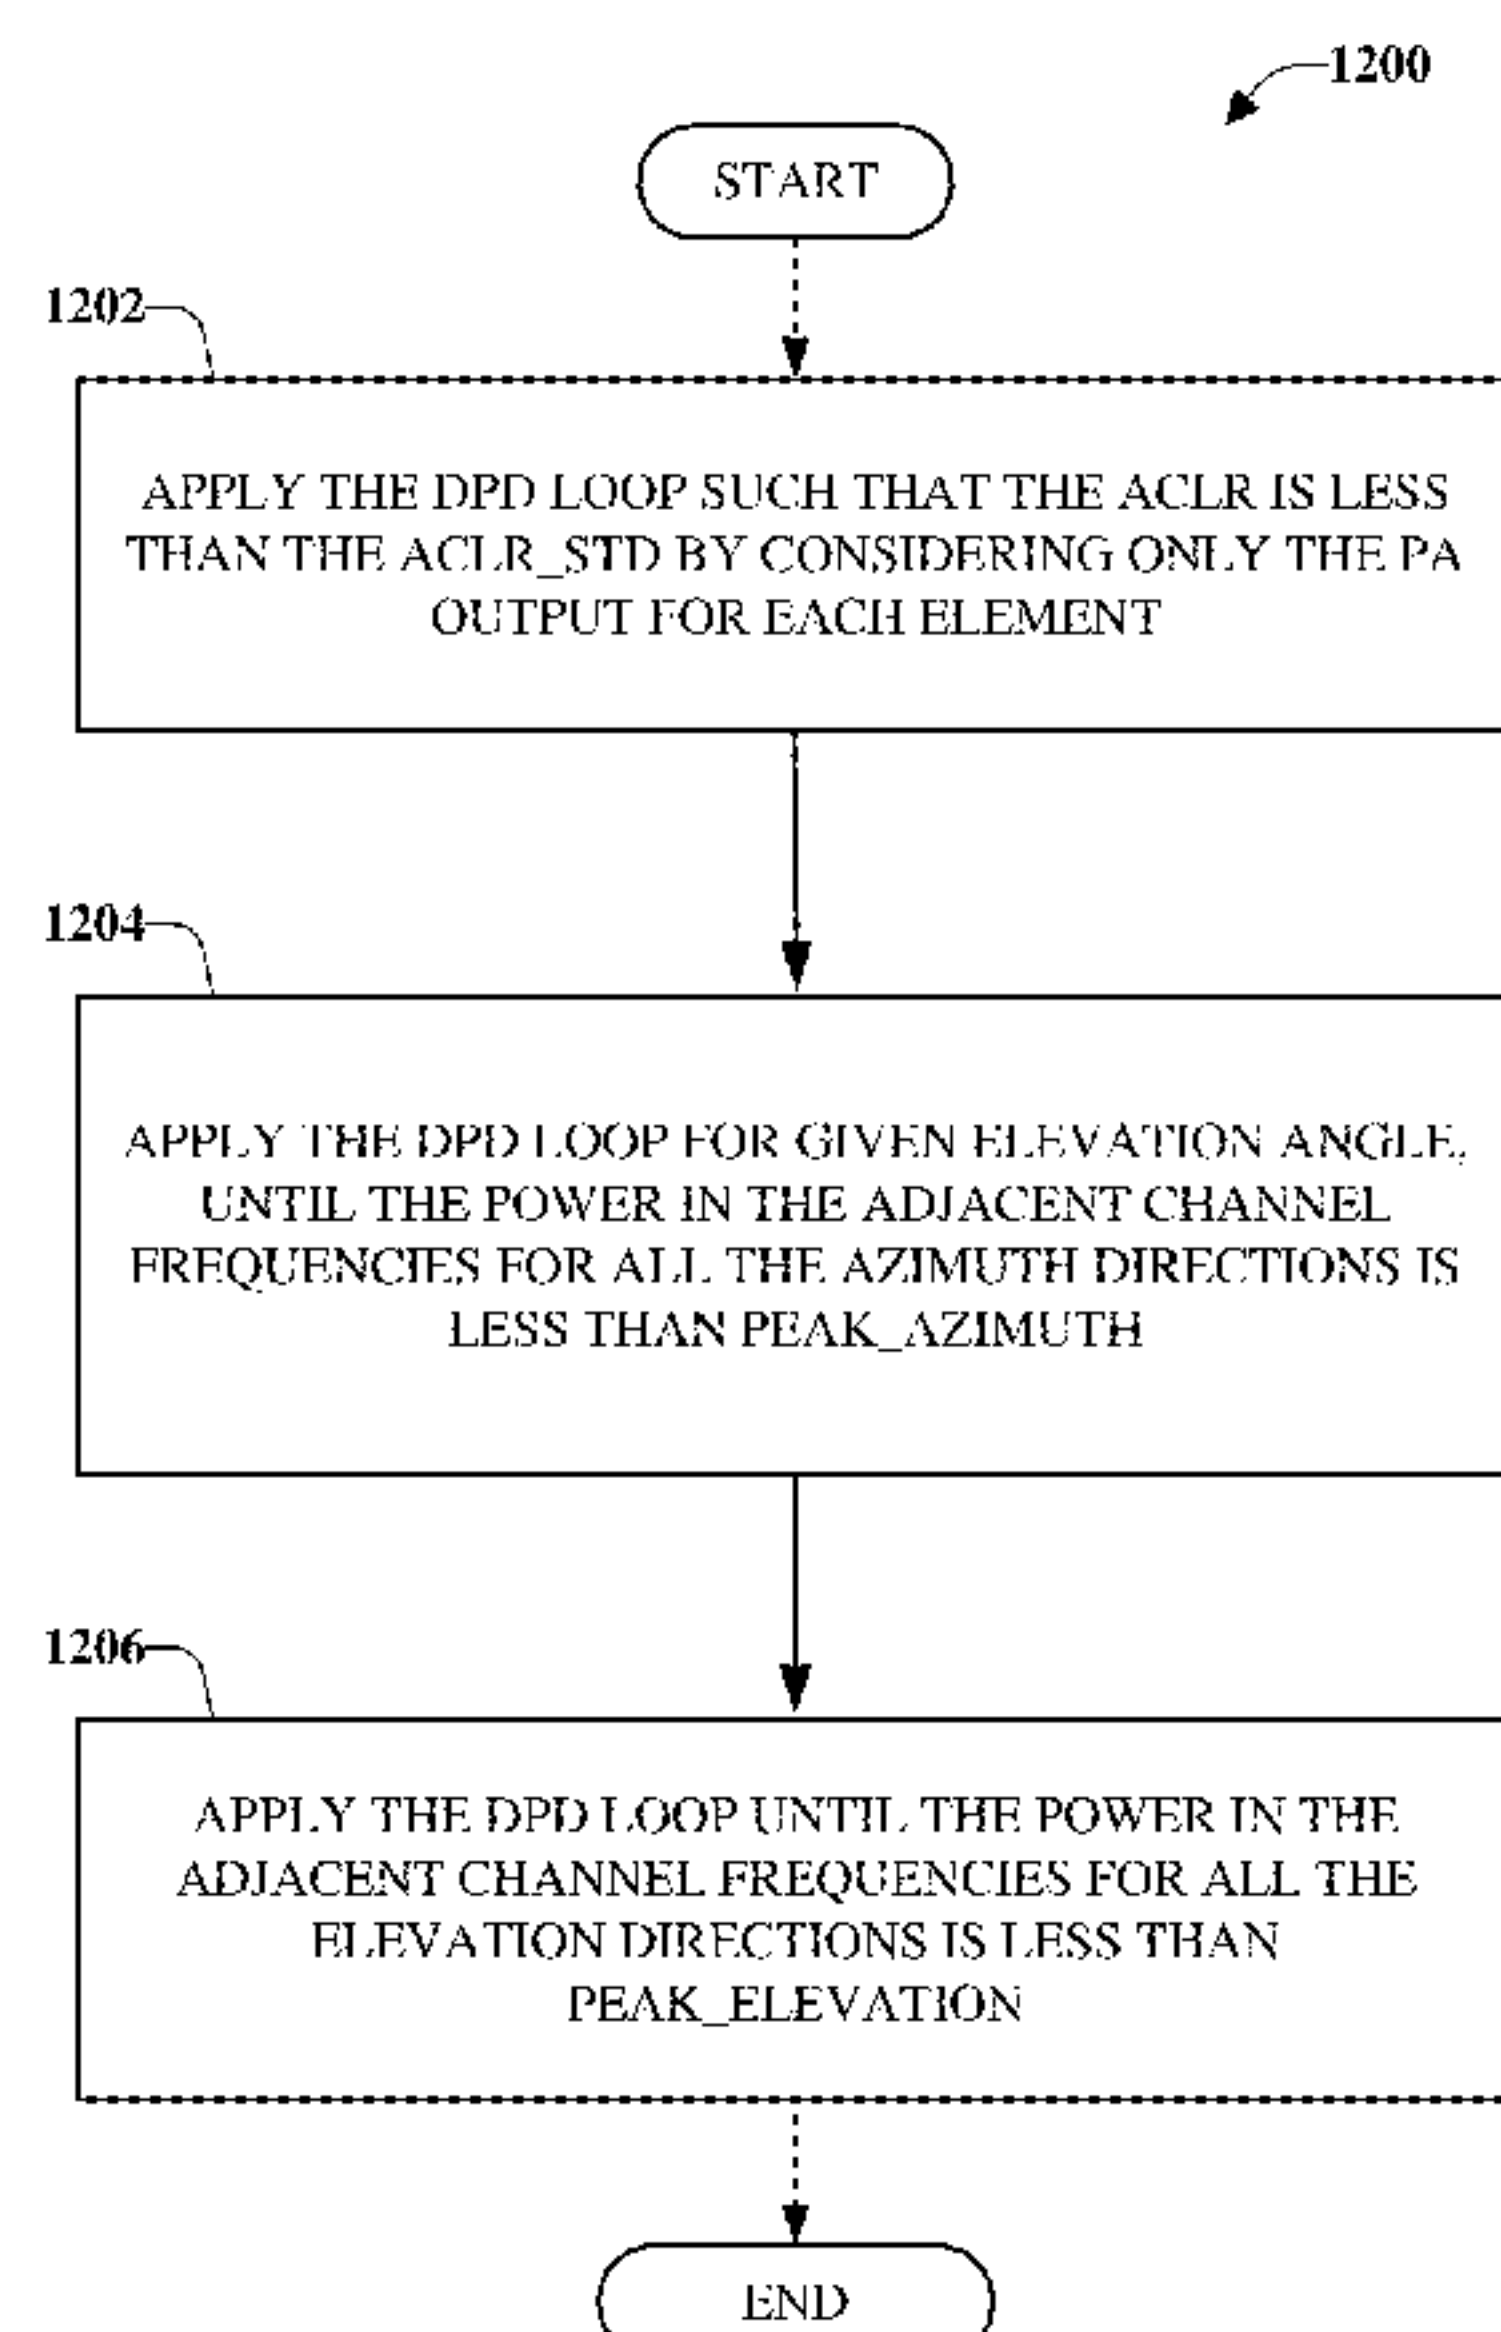 1200
START
1202
APPLY THE DPD LOOP SUCH THAT THE ACLR IS LESS
THAN THE ACLR_STD BY CONSIDERING ONLY THE PA
OUTPUT FOR EACH ELEMENT
1204
APPLY THE DPD LOOP FOR GIVEN ELEVATION ANGLE,
UNTIL THE POWER IN THE ADJACENT CHANNEL
FREQUENCIES FOR ALL THE AZIMUTH DIRECTIONS IS
LESS THAN PEAK_AZIMUTH
1206
APPLY THE DPD LOOP UNTIL THE POWER IN THE
ADJACENT CHANNEL FREQUENCIES FOR ALL THE
ELEVATION DIRECTIONS IS LESS THAN
PEAK_ELEVATION
END